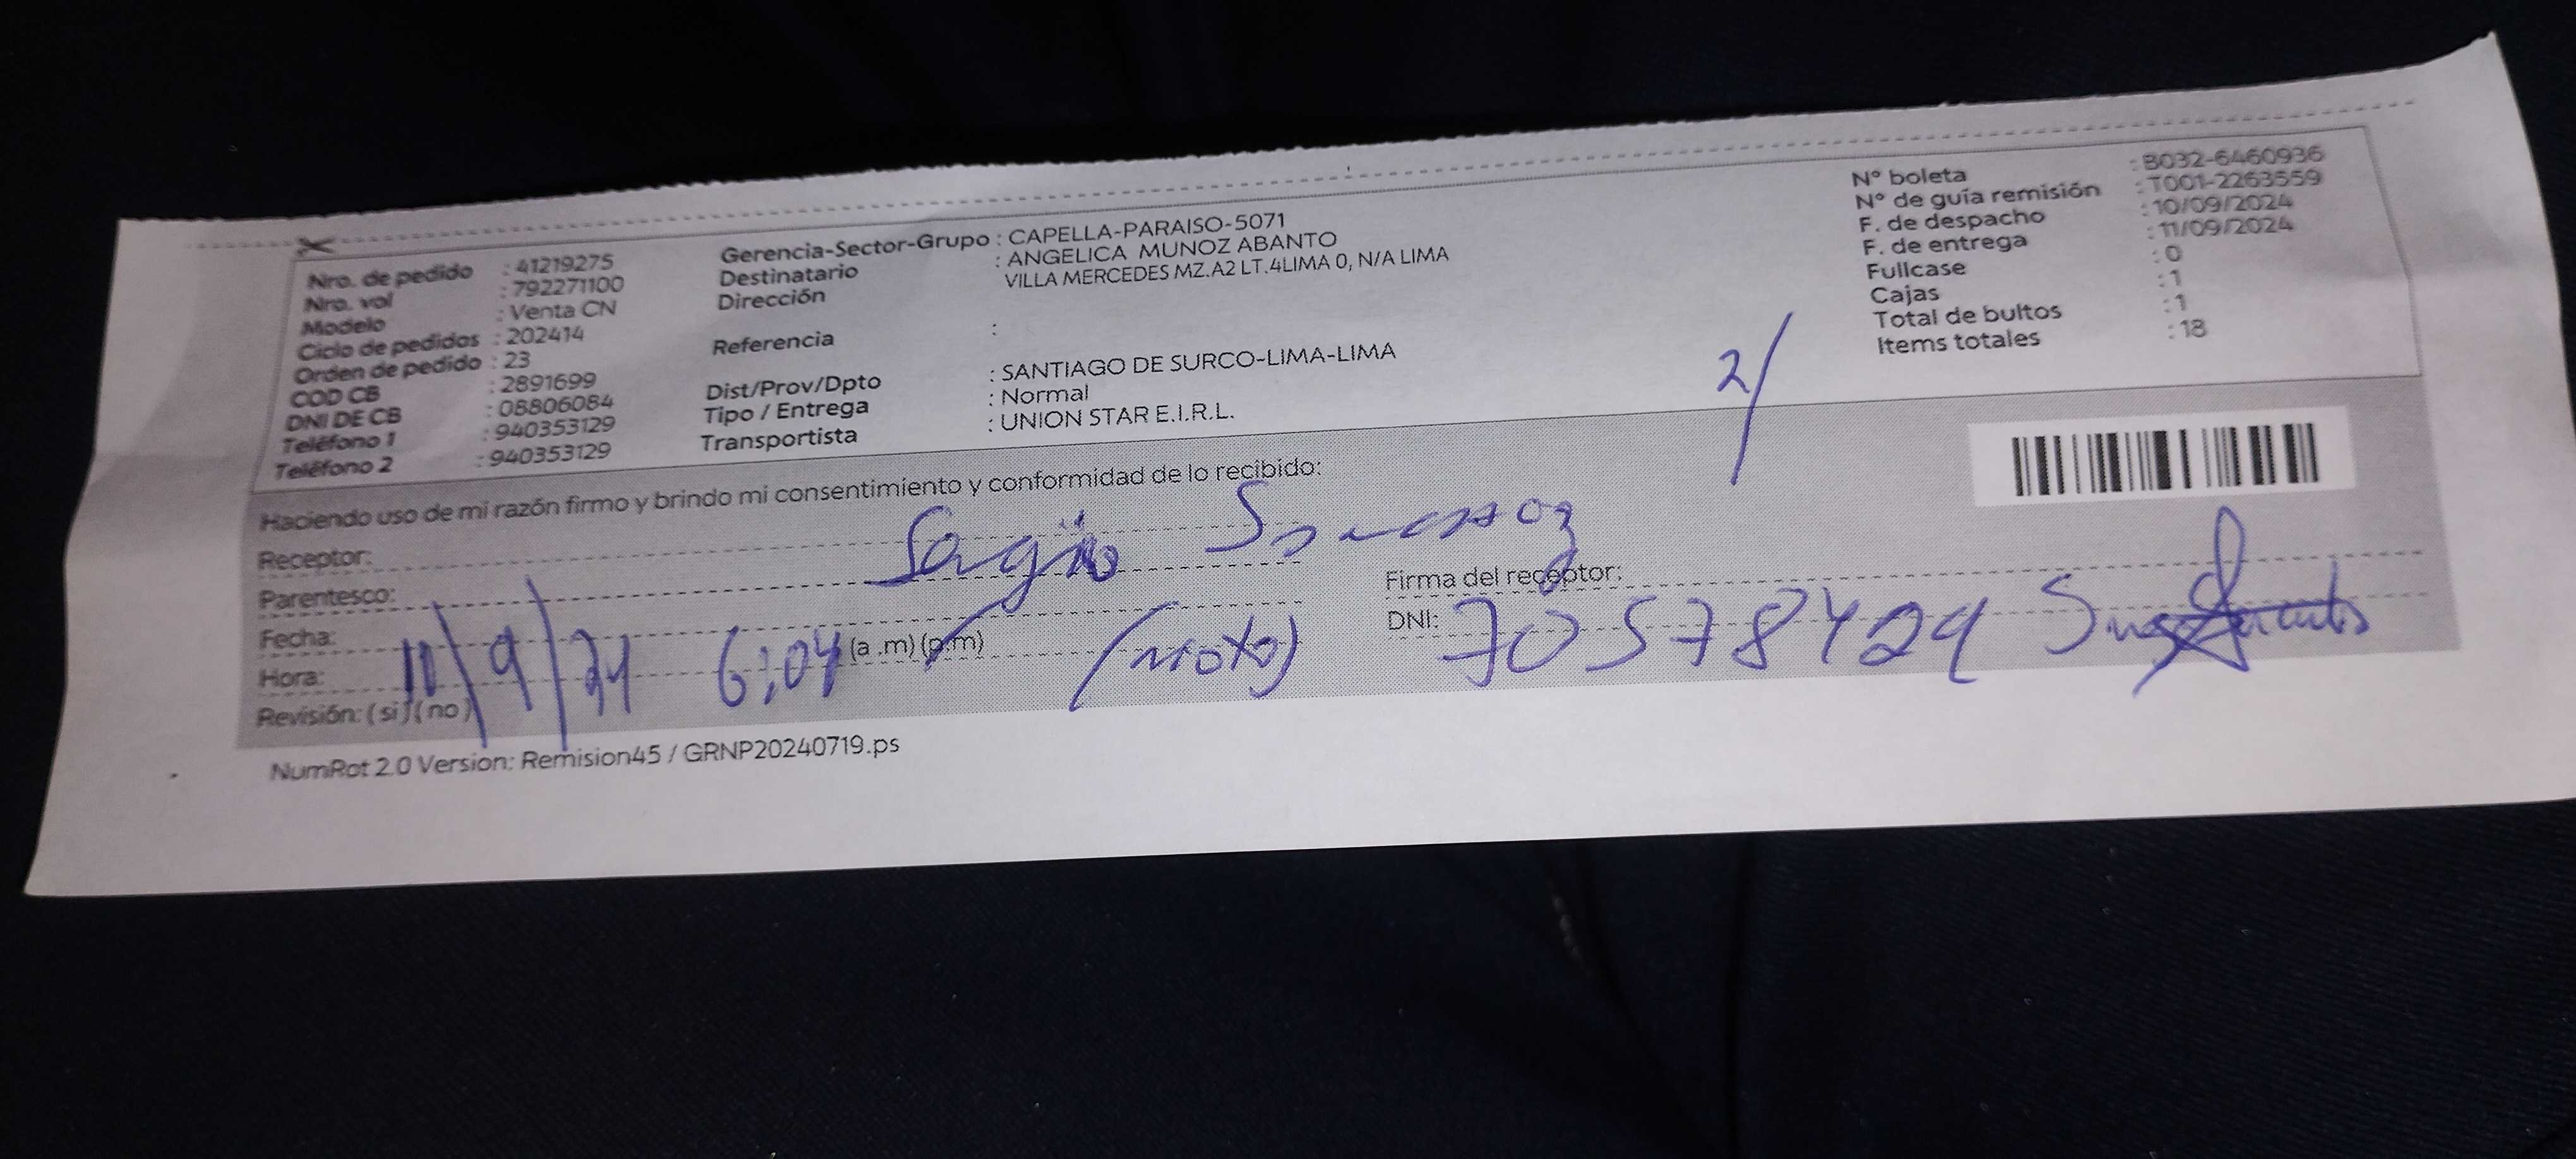 Nro. de pedido : 41219275
Nro. vol : 792271100
Modelo : Venta CN
Ciclo de pedidos : 202414
Orden de pedido : 23
COD CB : 2891699
DNI DE CB : 08806084
Teléfono 1 : 940353129
Teléfono 2 : 940353129
Gerencia-Sector-Grupo : CAPELLA-PARAISO-5071
Destinatario : ANGELICA MUNOZ ABANTO
Dirección VILLA MERCEDES MZ.A2 LT.4LIMA 0, N/A LIMA
Referencia :
Dist/Prov/Dpto : SANTIAGO DE SURCO-LIMA-LIMA
Tipo / Entrega : Normal
Transportista : UNION STAR E.I.R.L.
N° boleta : B032-6460936
N° de guía remisión : T001-2263559
F. de despacho : 10/09/2024
F. de entrega : 11/09/2024
Fullcase : 0
Cajas : 1
Total de bultos : 1
Items totales : 18
2/
Haciendo uso de mi razón firmo y brindo mi consentimiento y conformidad de lo recibido:
Receptor:
Parentesco:
Firma del receptor:
Fecha: 11/9/24
Hora: 6:04 (a .m) (p.m) (moto)
DNI: 70578424
Revisión: ( si ) ( no )
NumRot 2.0 Version: Remision45 / GRNP20240719.ps